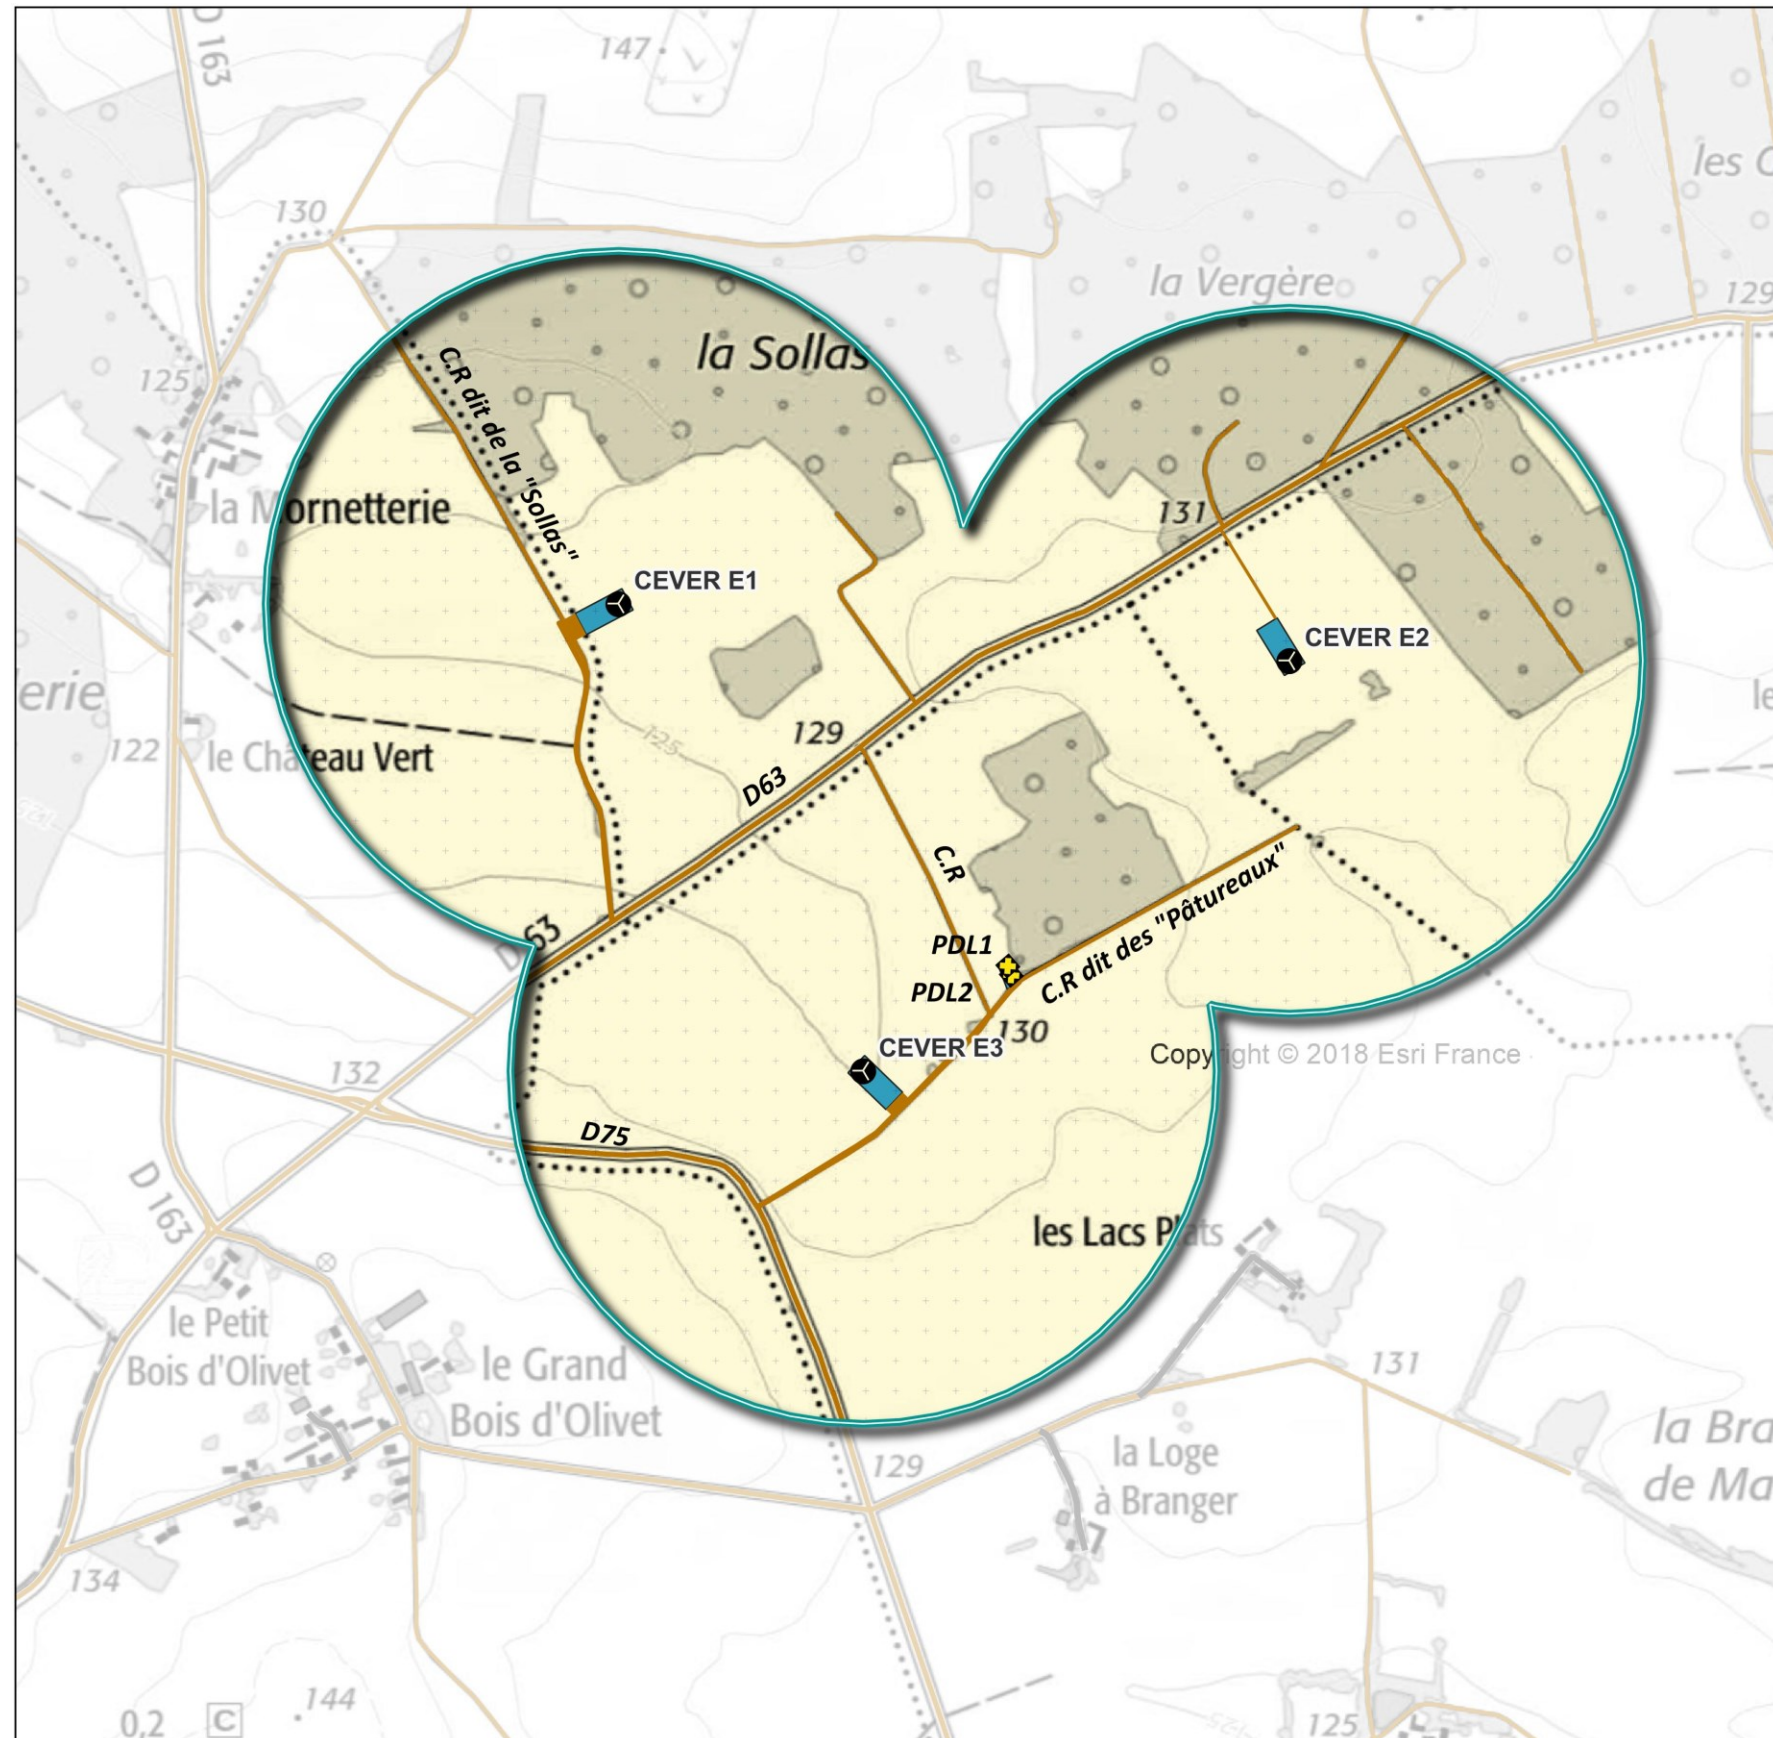 D 163
147
les C
130
la Vergère
129
la Sollas
C.R dit de la "Sollas"
125
la Mornetterie
131
CEVER E1
CEVER E2
erie
le
129
125
122
le Château Vert
D63
C.R
C.R dit des "Pâtureaux"
D 63
PDL1
PDL2
130
CEVER E3
Copyright © 2018 Esri France
132
D75
D 163
les Lacs Plats
le Petit
Bois d'Olivet
le Grand
Bois d'Olivet
131
la Bra
de Ma
la Loge
à Branger
129
134
144
0,2
C
125
125